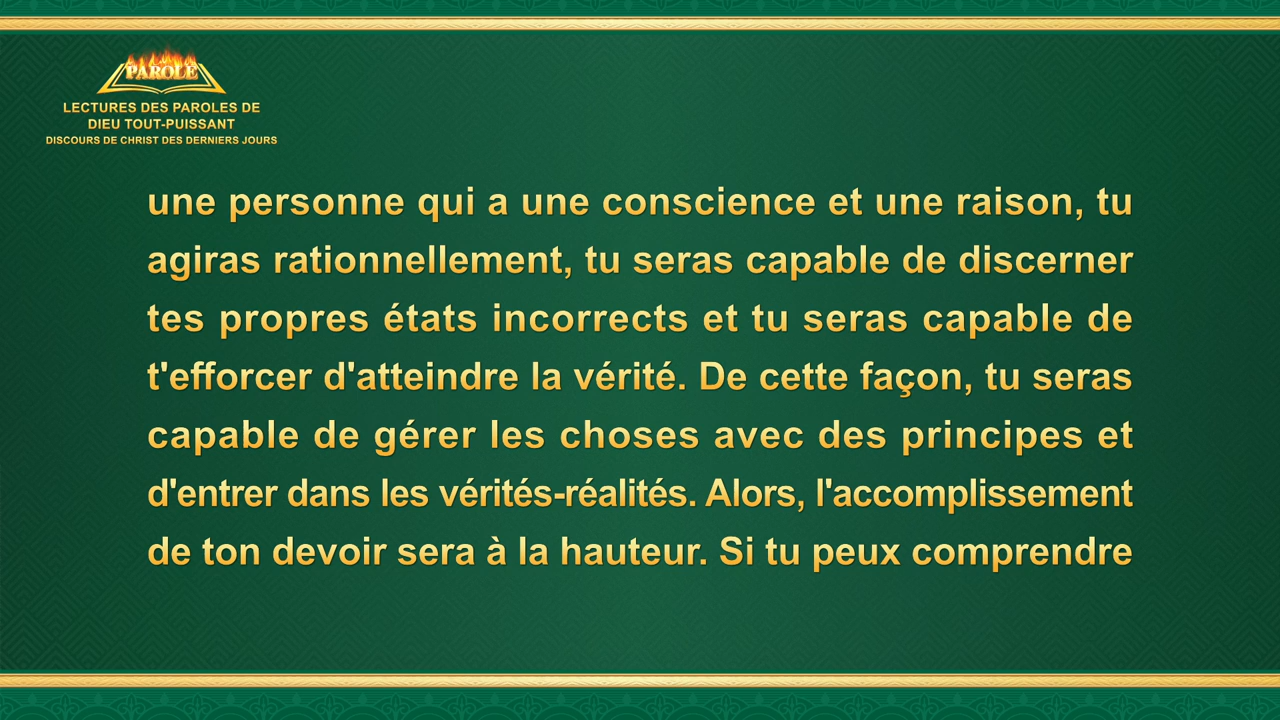 PAROLE
LECTURES DES PAROLES DE
DIEU TOUT-PUISSANT
DISCOURS DE CHRIST DES DERNIERS JOURS
une personne qui a une conscience et une raison, tu
agiras rationnellement, tu seras capable de discerner
tes propres états incorrects et tu seras capable de
t'efforcer d'atteindre la vérité. De cette façon, tu seras
capable de gérer les choses avec des principes et
d'entrer dans les vérités-réalités. Alors, l'accomplissement
de ton devoir sera à la hauteur. Si tu peux comprendre